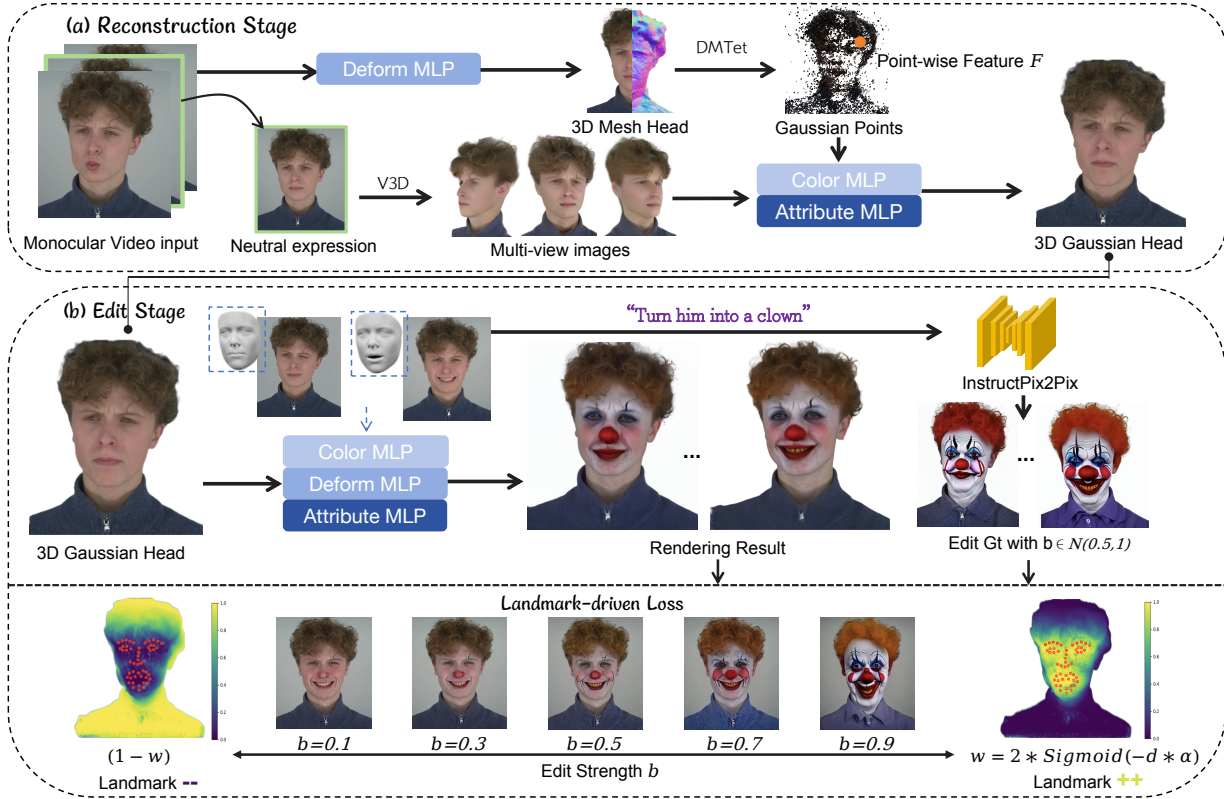 (a) Reconstruction Stage
Deform MLP
DMTet
Point-wise Feature F
3D Mesh Head
Gaussian Points
V3D
Color MLP
Attribute MLP
Monocular Video input
Neutral expression
Multi-view images
3D Gaussian Head
(b) Edit Stage
“Turn him into a clown”
InstructPix2Pix
Color MLP
Deform MLP
Attribute MLP
...
...
3D Gaussian Head
Rendering Result
Edit Gt with b ∈ N(0.5,1)
Landmark-driven Loss
1.0
0.8
0.6
0.4
0.2
0.0
1.0
0.8
0.6
0.4
0.2
0.0
b=0.1
b=0.3
b=0.5
b=0.7
b=0.9
(1 − w)
Edit Strength b
w = 2 ∗ Sigmoid(−d ∗ α)
Landmark --
Landmark ++